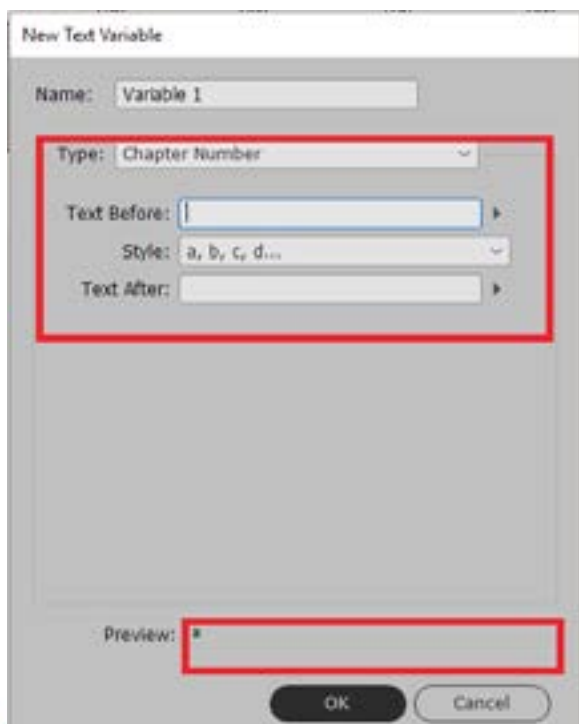 New Text Variable
Name: Variable 1
Type: Chapter Number
Text Before:
Style: a, b, c, d...
Text After:
Preview: a
OK Cancel